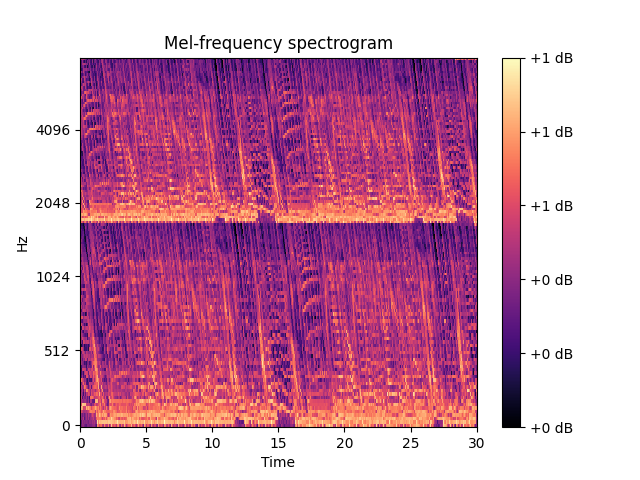 Mel-frequency spectrogram
Hz
4096
2048
1024
512
0
0 5 10 15 20 25 30
Time
+1 dB
+1 dB
+1 dB
+0 dB
+0 dB
+0 dB